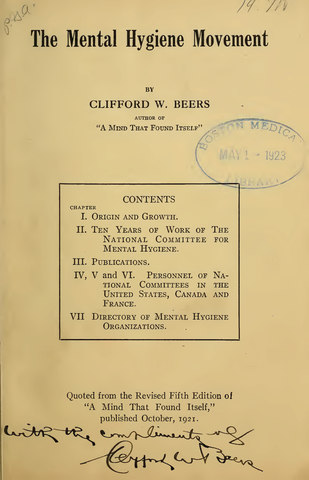 The Mental Hygiene Movement
BY
CLIFFORD W. BEERS
AUTHOR OF
"A MIND THAT FOUND ITSELF"
BOSTON MEDICAL
MAY 1 - 1923
LIBRARY
CONTENTS
CHAPTER
I. ORIGIN AND GROWTH.
II. TEN YEARS OF WORK OF THE
NATIONAL COMMITTEE FOR
MENTAL HYGIENE.
III. PUBLICATIONS.
IV, V and VI. PERSONNEL OF NA-
TIONAL COMMITTEES IN THE
UNITED STATES, CANADA AND
FRANCE.
VII DIRECTORY OF MENTAL HYGIENE
ORGANIZATIONS.
Quoted from the Revised Fifth Edition of
"A Mind That Found Itself,"
published October, 1921.
With the compliments of
Clifford W. Beers